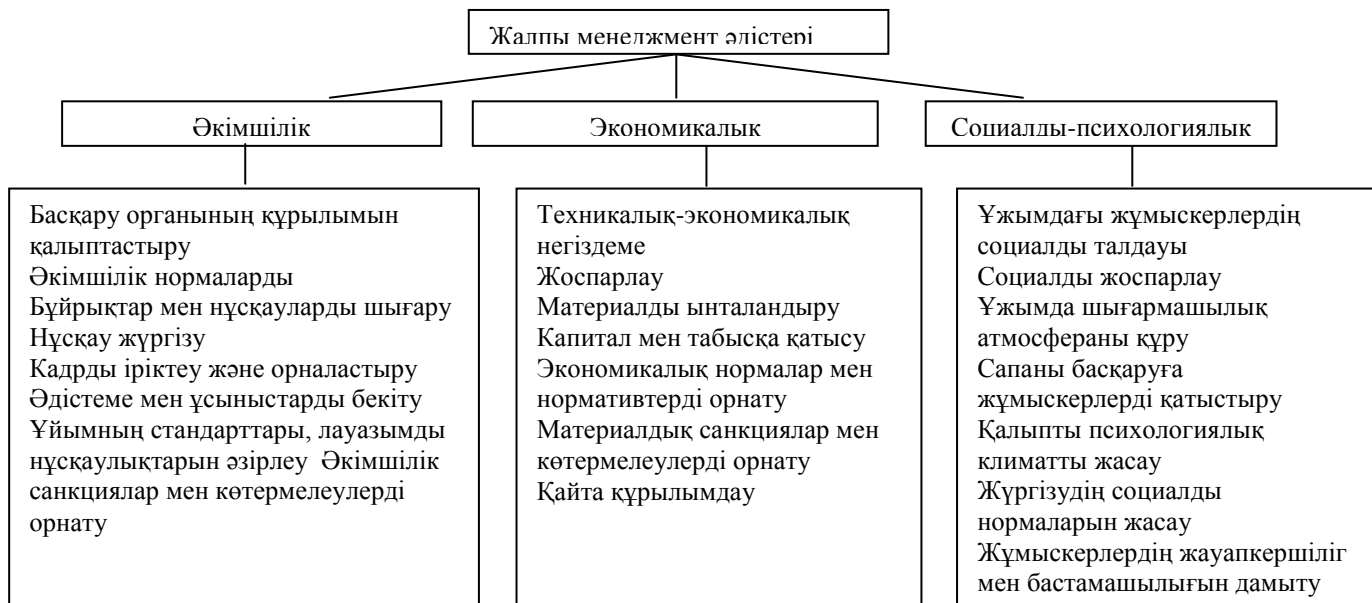 Жалпы менеджмент әдістері
Әкімшілік
Экономикалык
Социалды-психологиялык
Басқару органының құрылымын
қалыптастыру
Әкімшілік нормаларды
Бұйрықтар мен нұсқауларды шығару
Нұсқау жүргізу
Кадрды іріктеу және орналастыру
Әдістеме мен ұсыныстарды бекіту
Ұйымның стандарттары, лауазымды
нұсқаулықтарын әзірлеу Әкімшілік
санкциялар мен көтермелеулерді
орнату
Техникалық-экономикалық
негіздеме
Жоспарлау
Материалды ынталандыру
Капитал мен табысқа қатысу
Экономикалық нормалар мен
нормативтерді орнату
Материалдық санкциялар мен
көтермелеулерді орнату
Қайта құрылымдау
Ұжымдағы жұмыскерлердің
социалды талдауы
Социалды жоспарлау
Ұжымда шығармашылық
атмосфераны құру
Сапаны басқаруға
жұмыскерлерді қатыстыру
Қалыпты психологиялық
климатты жасау
Жүргізудің социалды
нормаларын жасау
Жұмыскерлердің жауапкершіліг
мен бастамашылығын дамыту